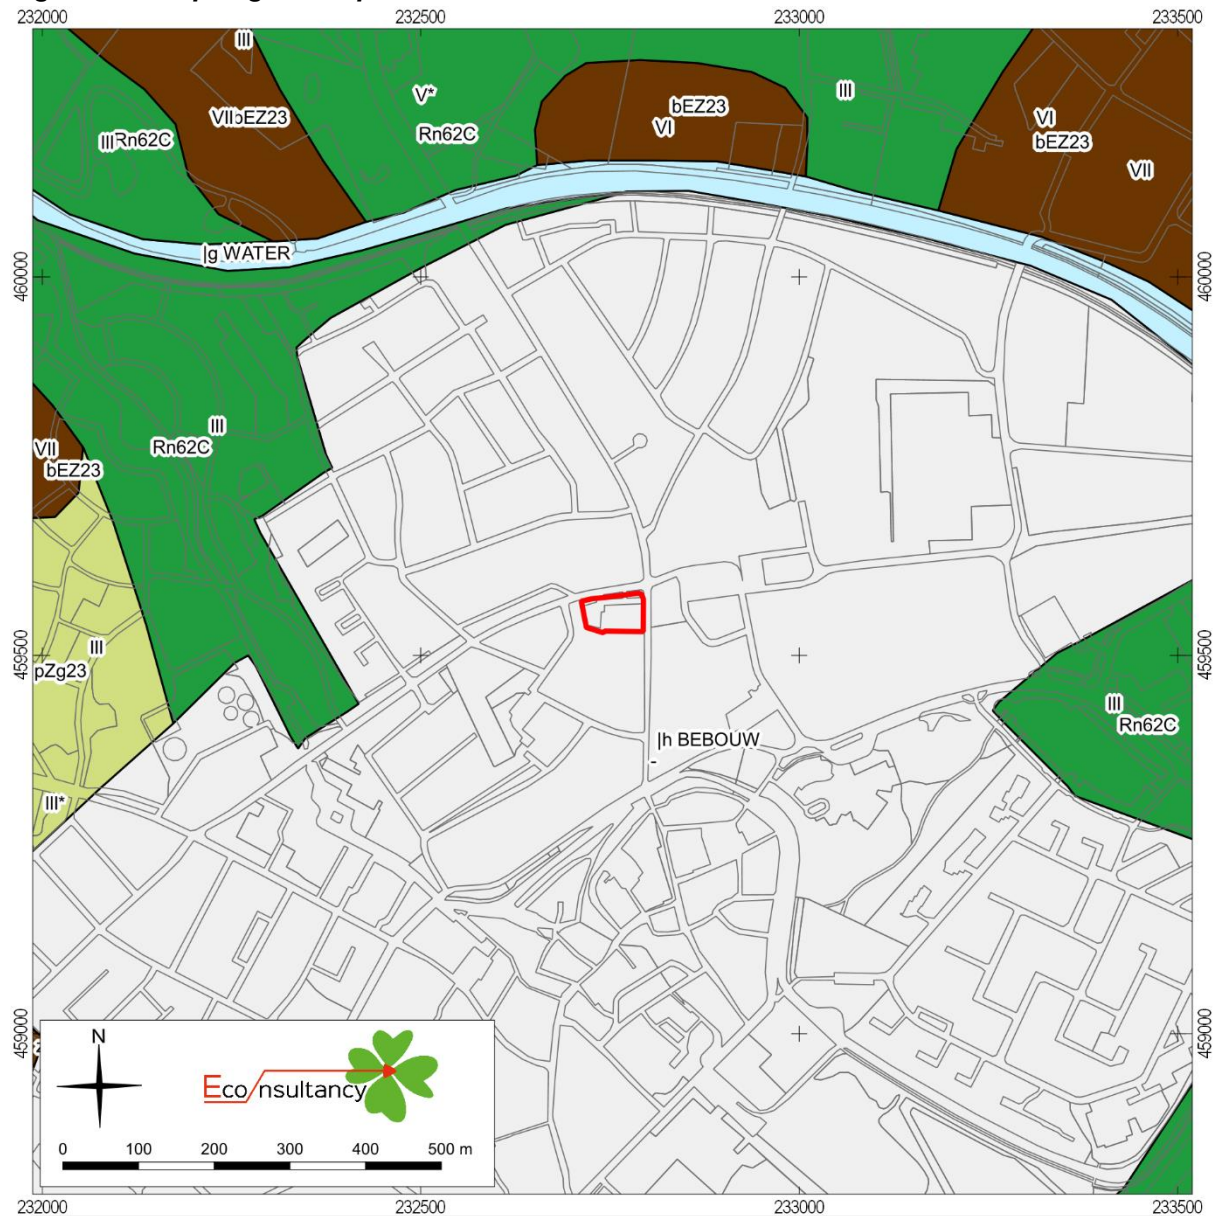 232000 232500 233000 233500
III
V*
III
VII bEZ23
bEZ23
VI
VI
III Rn62C
Rn62C
bEZ23
VII
|g WATER
460000
460000
III
Rn62C
VII
bEZ23
III
pZg23
459500
459500
III
Rn62C
|h BEBOUW
-
III*
459000
459000
N
Econsultancy
0 100 200 300 400 500 m
232000 232500 233000 233500